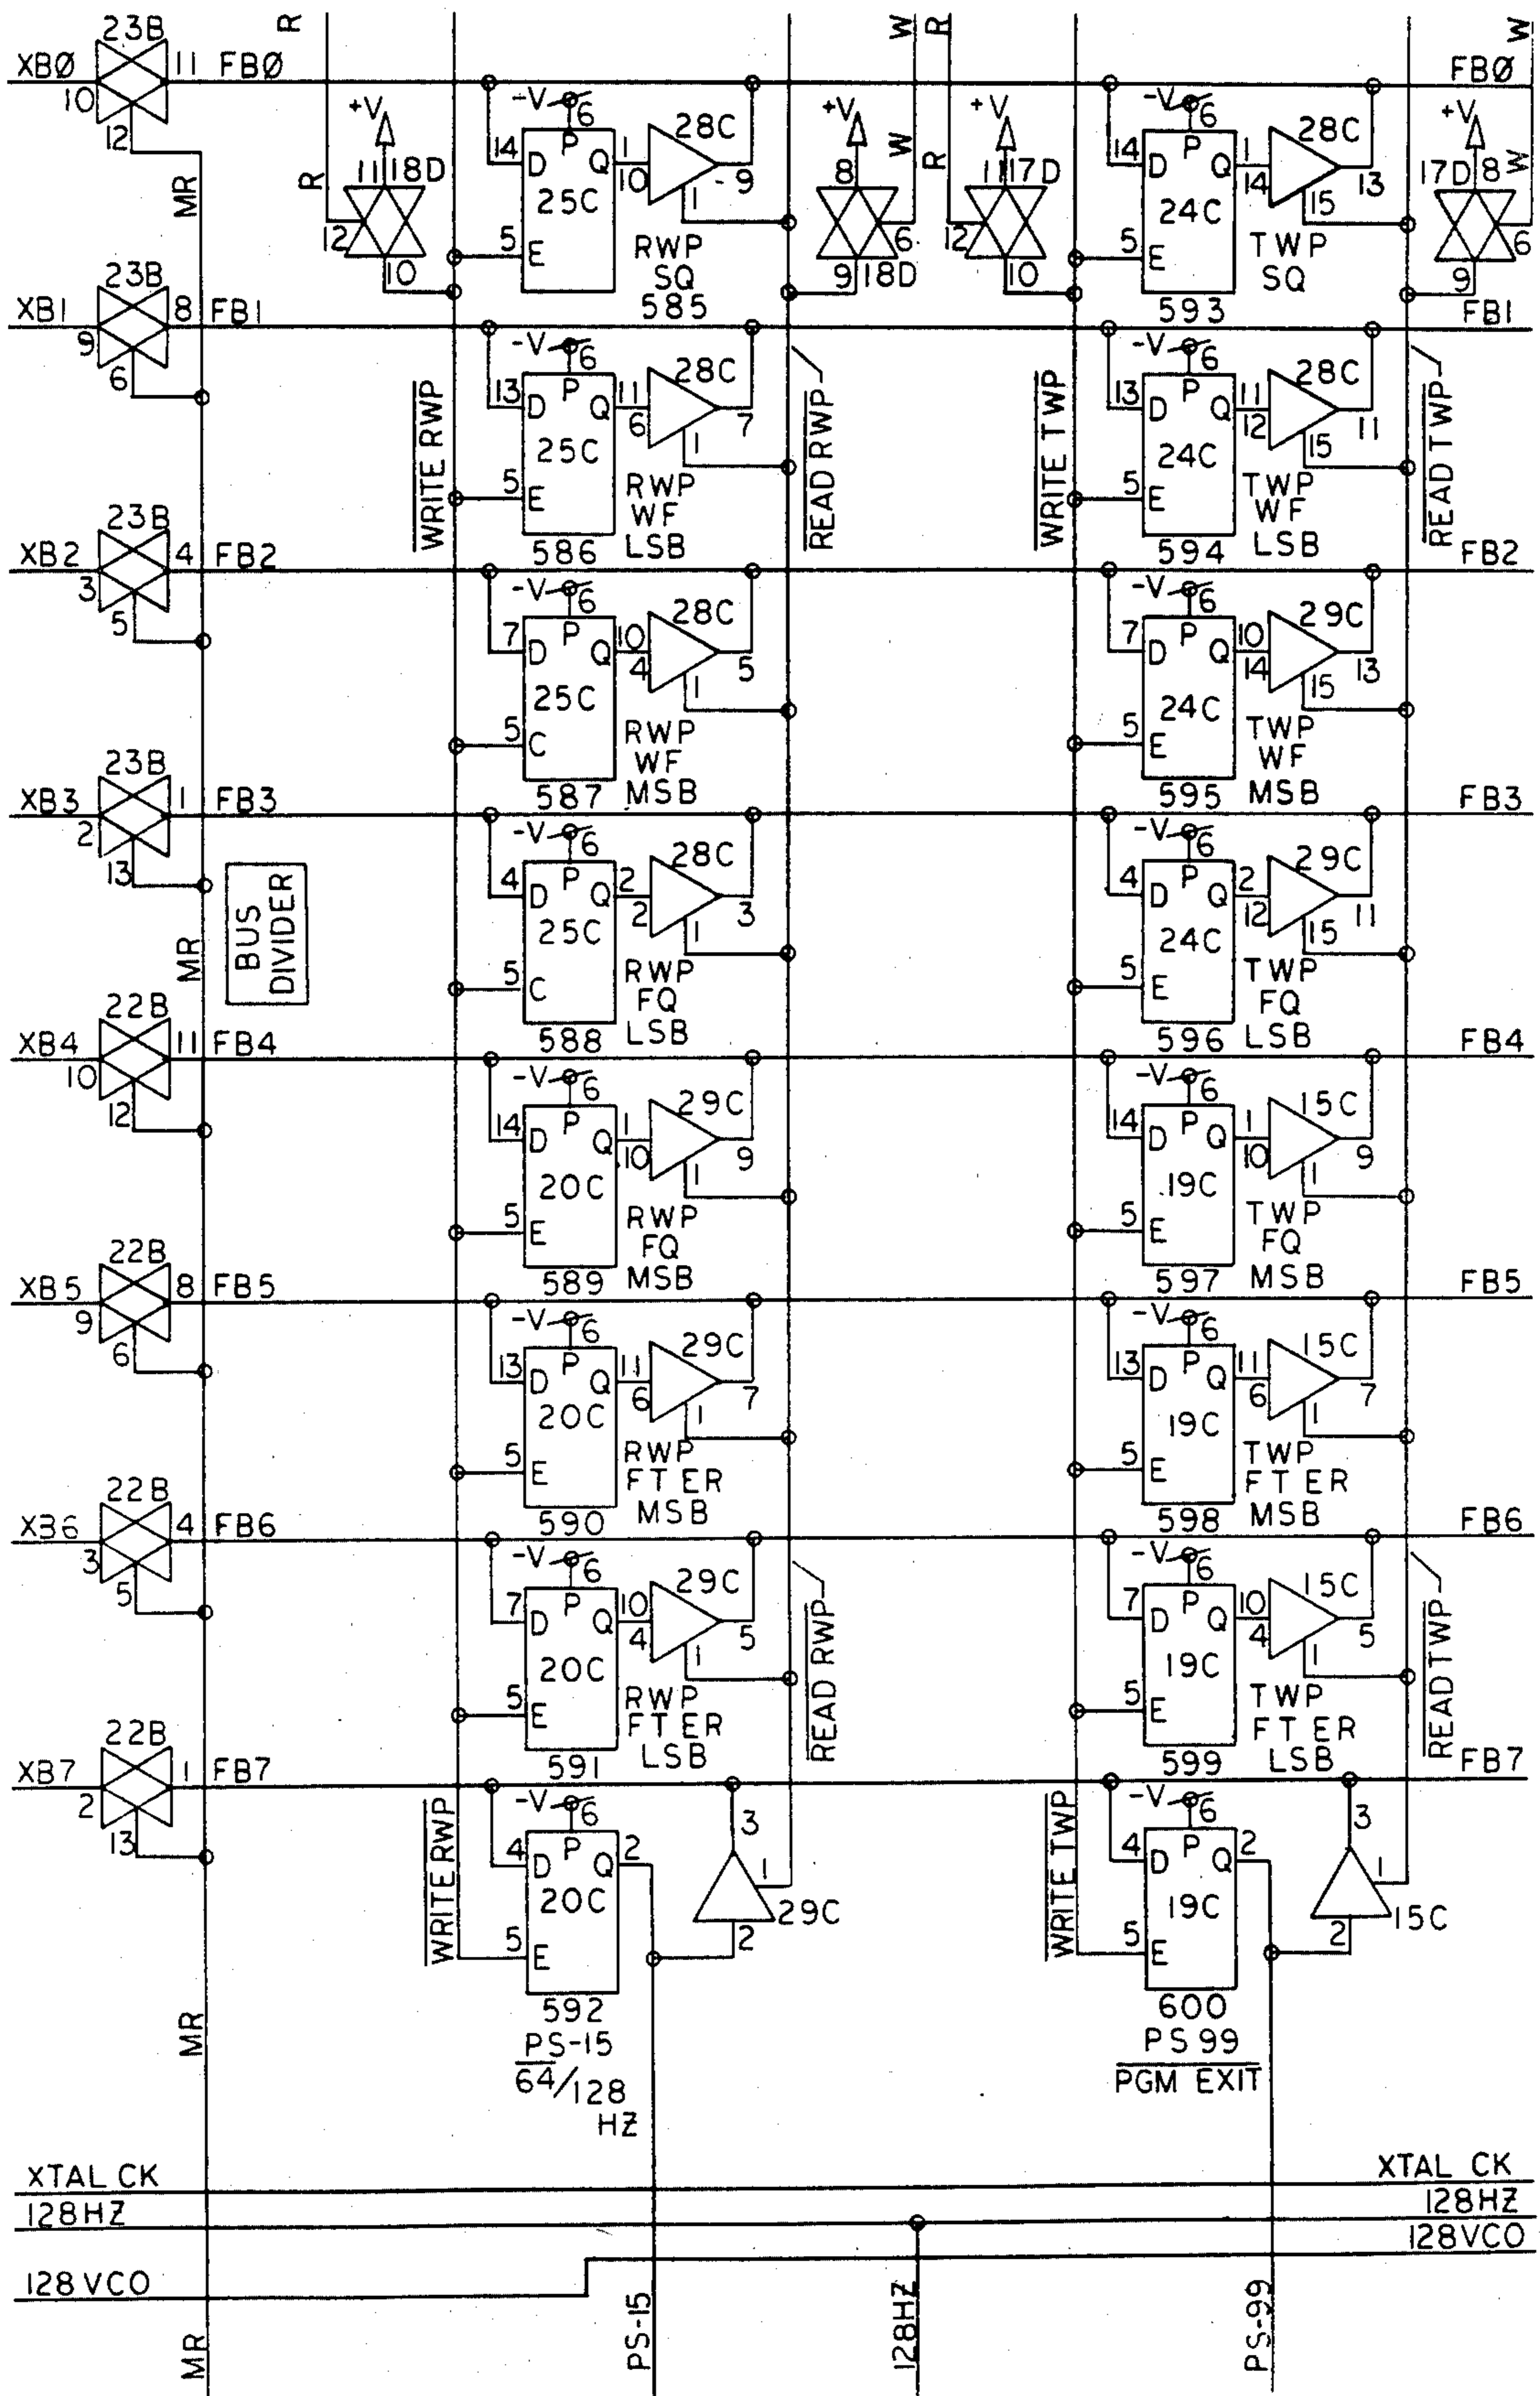 R
W
R
W
23B
XBØ
11 FBØ
FBØ
10
12
+V
-V
6
28C
+V
+V
-V
6
28C
+V
MR
R
11 18D
14
D
P
Q
1
10
9
8
W
R
11 17D
14
D
P
Q
1
14
13
17D 8
W
25C
1
24C
15
12
10
5
E
RWP
SQ
585
6
9 18D
12
10
5
E
TWP
SQ
593
6
9
23B
XB1
8 FB1
FB1
9
6
WRITE RWP
-V
6
28C
13
D
P
Q
11
6
7
25C
1
5
E
RWP
WF
LSB
586
READ RWP
WRITE TWP
-V
6
28C
13
D
P
Q
11
12
11
24C
15
5
E
TWP
WF
LSB
594
READ TWP
23B
XB2
4 FB2
FB2
3
5
-V
6
28C
7
D
P
Q
10
4
5
25C
1
5
C
RWP
WF
MSB
587
-V
6
29C
7
D
P
Q
10
14
13
24C
15
5
E
TWP
WF
MSB
595
23B
XB3
1 FB3
FB3
2
13
MR
BUS
DIVIDER
-V
6
28C
4
D
P
Q
2
2
3
25C
1
5
C
RWP
FQ
LSB
588
-V
6
29C
4
D
P
Q
2
12
11
24C
15
5
E
TWP
FQ
LSB
596
22B
XB4
11 FB4
FB4
10
12
-V
6
29C
14
D
P
Q
1
10
9
20C
1
5
E
RWP
FQ
MSB
589
-V
6
15C
14
D
P
Q
1
10
9
19C
1
5
E
TWP
FQ
MSB
597
22B
XB5
8 FB5
FB5
9
6
-V
6
29C
13
D
P
Q
11
6
7
20C
1
5
E
RWP
FTER
MSB
590
-V
6
15C
13
D
P
Q
11
6
7
19C
1
5
E
TWP
FTER
MSB
598
22B
XB6
4 FB6
FB6
3
5
-V
6
29C
7
D
P
Q
10
4
5
20C
1
5
E
RWP
FTER
LSB
591
READ RWP
-V
6
15C
7
D
P
Q
10
4
5
19C
1
5
E
TWP
FTER
LSB
599
READ TWP
22B
XB7
1 FB7
FB7
2
13
WRITE RWP
-V
6
4
D
P
Q
2
20C
5
E
3
1
29C
2
592
PS-15
64/128
HZ
WRITE TWP
-V
6
4
D
P
Q
2
19C
5
E
3
1
15C
2
600
PS 99
PGM EXIT
MR
XTAL CK
XTAL CK
128HZ
128HZ
128VCO
128VCO
MR
PS-15
128HZ
PS-99